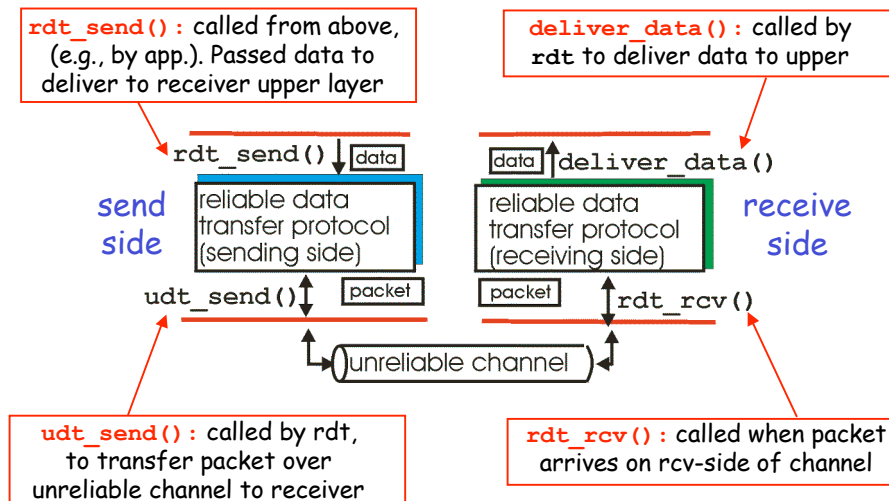 rdt_send(): called from above,
(e.g., by app.). Passed data to
deliver to receiver upper layer
deliver_data(): called by
rdt to deliver data to upper
rdt_send()
data
data
deliver_data()
send
side
reliable data
transfer protocol
(sending side)
reliable data
transfer protocol
(receiving side)
receive
side
udt_send()
packet
packet
rdt_rcv()
unreliable channel
udt_send(): called by rdt,
to transfer packet over
unreliable channel to receiver
rdt_rcv(): called when packet
arrives on rcv-side of channel